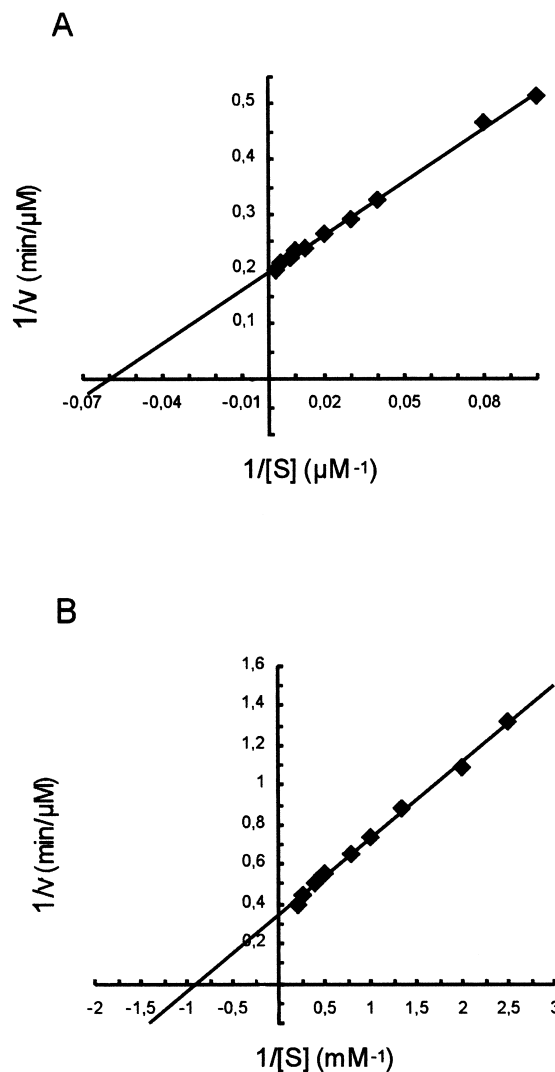 A
0,5
0,4
0,3
0,2
0,1
1/v (min/µM)
-0,07 -0,04 -0,01 0,02 0,05 0,08
1/[S] (µM-1)
B
1,6
1,4
1,2
1
0,8
0,6
0,4
0,2
1/v (min/µM)
-2 -1,5 -1 -0,5 0,5 1 1,5 2 2,5 3
1/[S] (mM-1)